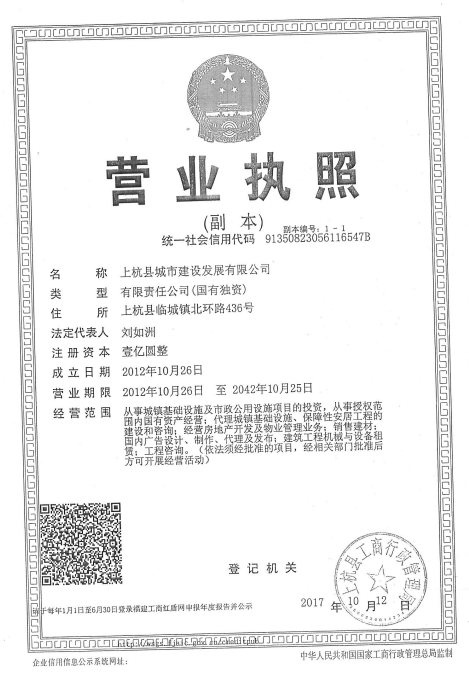 营业执照
(副 本)
副本编号：1 - 1
统一社会信用代码 91350823056116547B
名 称 上杭县城市建设发展有限公司
类 型 有限责任公司(国有独资)
住 所 上杭县临城镇北环路436号
法定代表人 刘如洲
注册资本 壹亿圆整
成立日期 2012年10月26日
营业期限 2012年10月26日 至 2042年10月25日
经营范围 从事城镇基础设施及市政公用设施项目的投资，从事授权范
围内国有资产经营；代理城镇基础设施、保障性安居工程的
建设和咨询；经营房地产开发及物业管理业务；销售建材；
国内广告设计、制作、代理及发布；建筑工程机械与设备租
赁；工程咨询。（依法须经批准的项目，经相关部门批准后
方可开展经营活动）
登记机关
上杭县工商行政管理局
2017 年 10 月 12 日
于每年1月1日至6月30日登录福建工商红盾网申报年度报告并公示
企业信用信息公示系统网址：
中华人民共和国国家工商行政管理总局监制